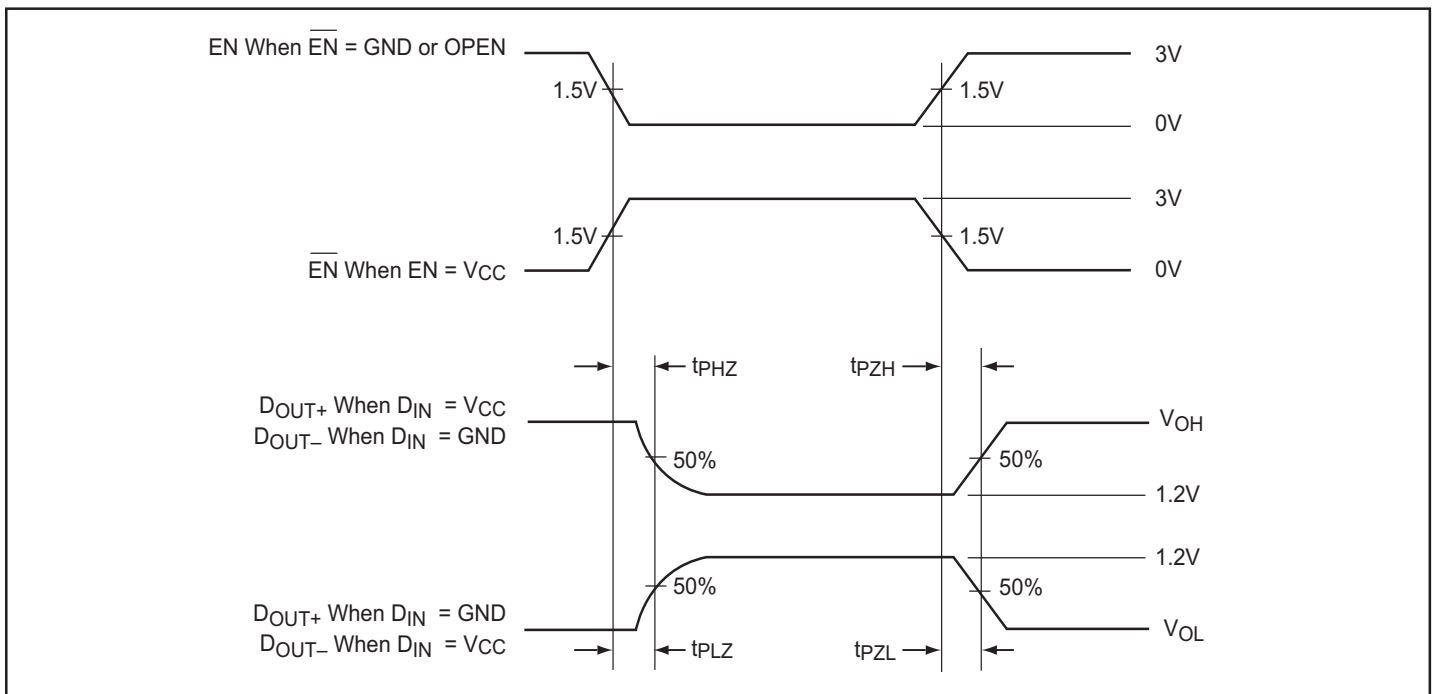 EN When E̅N̅ = GND or OPEN
3V
1.5V
1.5V
0V
3V
1.5V
1.5V
E̅N̅ When EN = VCC
0V
tPHZ
tPZH
DOUT+ When DIN = VCC
VOH
DOUT– When DIN = GND
50%
50%
1.2V
1.2V
50%
50%
DOUT+ When DIN = GND
VOL
DOUT– When DIN = VCC
tPLZ
tPZL